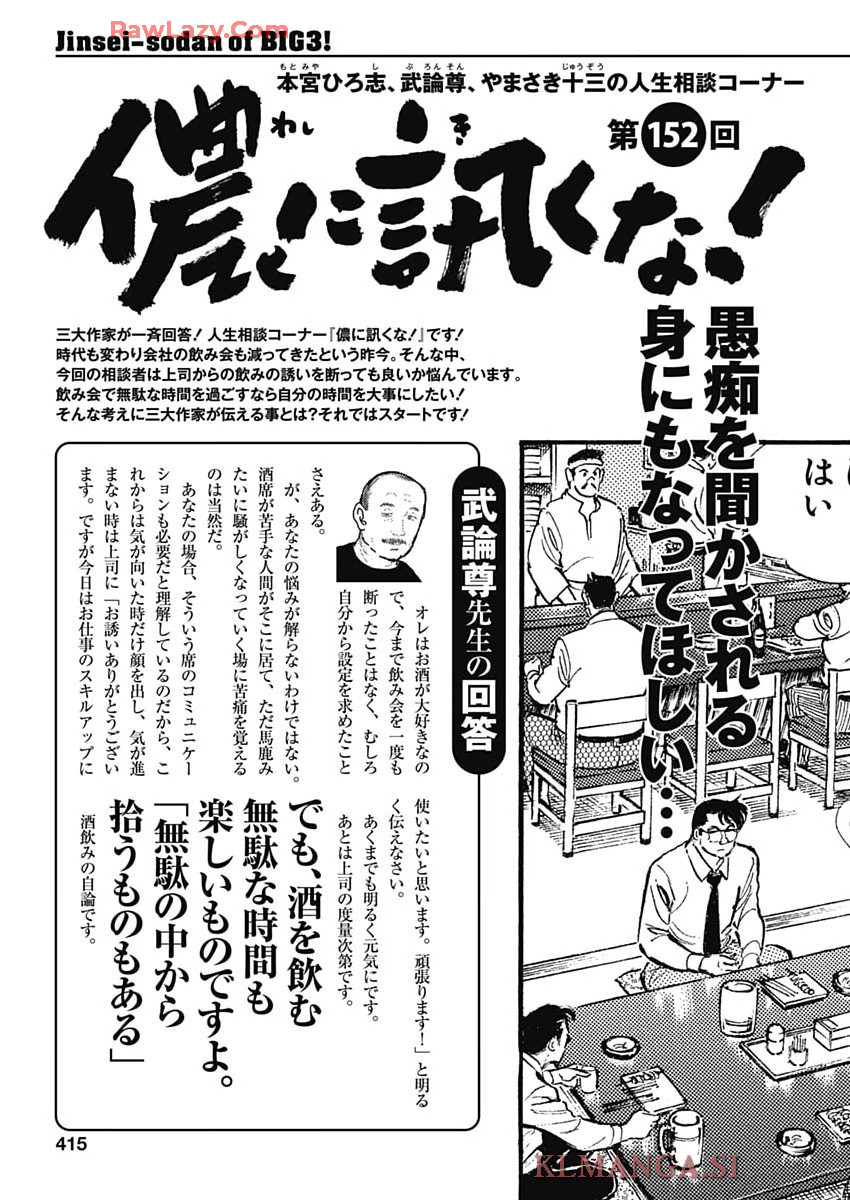 RawLazy.Com
Jinsei-sodan of BIG3!
本宮ひろ志、武論尊、やまさき十三の人生相談コーナー
もとみや
し
ぶろんそん
じゅうぞう
第152回
儂に訊くな!
わし
き
三大作家が一斉回答! 人生相談コーナー『儂に訊くな!』です!
時代も変わり会社の飲み会も減ってきたという昨今。そんな中、
今回の相談者は上司からの飲みの誘いを断っても良いか悩んでいます。
飲み会で無駄な時間を過ごすなら自分の時間を大事にしたい!
そんな考えに三大作家が伝える事とは?それではスタートです!
愚痴を聞かされる
身にもなってほしい…
はい
武論尊先生の回答
オレはお酒が大好きなの
で、今まで飲み会を一度も
断ったことはなく、むしろ
自分から設定を求めたこと
さえある。
が、あなたの悩みが解らないわけではない。
酒席が苦手な人間がそこに居て、ただ馬鹿み
たいに騒がしくなっていく場に苦痛を覚える
のは当然だ。
あなたの場合、そういう席のコミュニケー
ションも必要だと理解しているのだから、こ
れからは気が向いた時だけ顔を出し、気が進
まない時は上司に「お誘いありがとうござい
ます。ですが今日はお仕事のスキルアップに
使いたいと思います。頑張ります!」と明る
く伝えなさい。
あくまでも明るく元気にです。
あとは上司の度量次第です。
でも、酒を飲む
無駄な時間も
楽しいものですよ。
「無駄の中から
拾うものもある」
酒飲みの自論です。
415
KLMANGA.SI